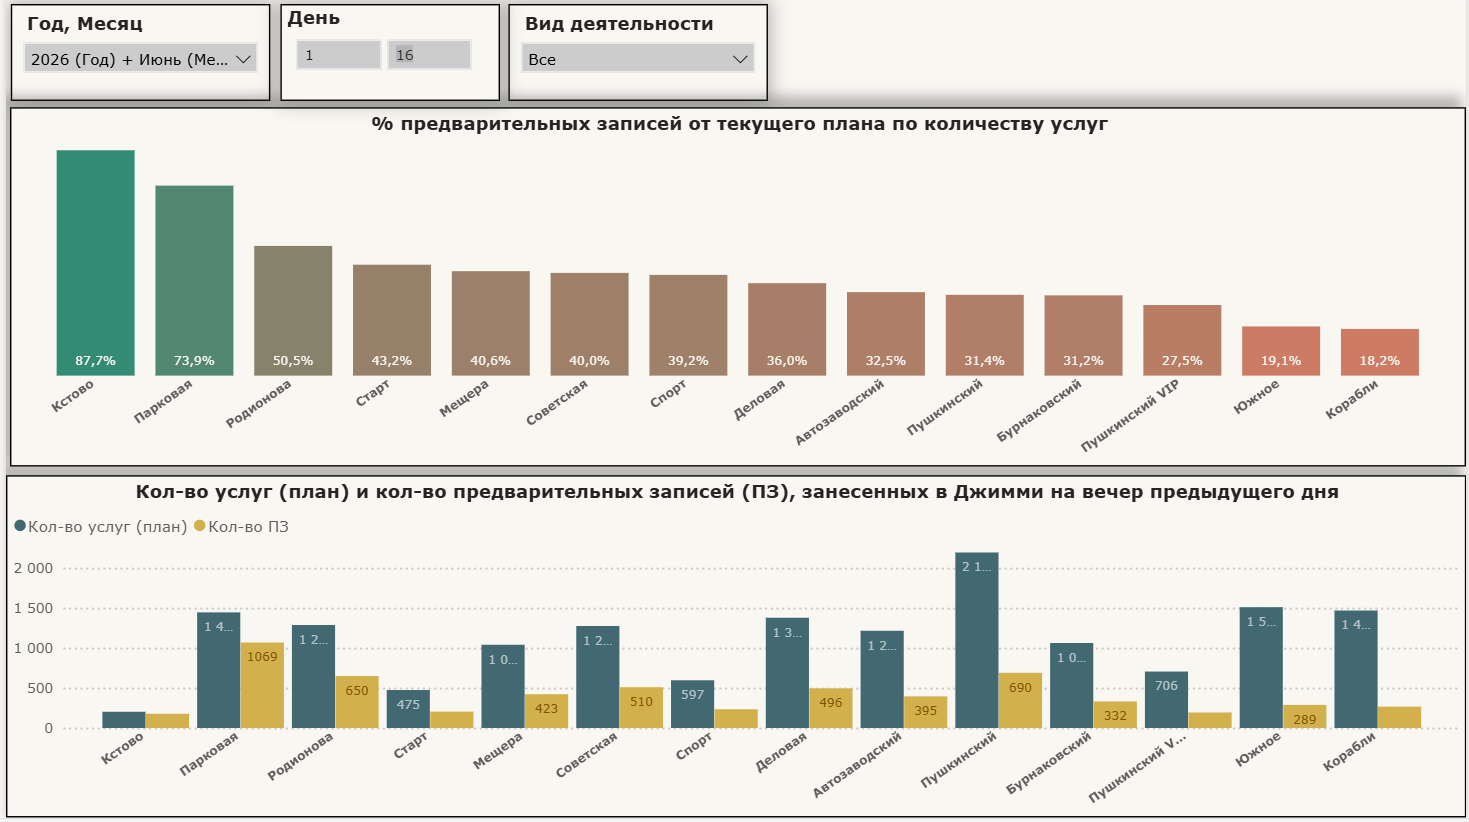 Год, Месяц
2026 (Год) + Июнь (Ме...
День
1
16
Вид деятельности
Все
% предварительных записей от текущего плана по количеству услуг
87,7%
73,9%
50,5%
43,2%
40,6%
40,0%
39,2%
36,0%
32,5%
31,4%
31,2%
27,5%
19,1%
18,2%
Кстово
Парковая
Родионова
Старт
Мещера
Советская
Спорт
Деловая
Автозаводский
Пушкинский
Бурнаковский
Пушкинский VIP
Южное
Корабли
Кол-во услуг (план) и кол-во предварительных записей (ПЗ), занесенных в Джимми на вечер предыдущего дня
Кол-во услуг (план)
Кол-во ПЗ
2 000
1 500
1 000
500
0
1 4...
1069
1 2...
650
475
1 0...
423
1 2...
510
597
1 3...
496
1 2...
395
2 1...
690
1 0...
332
706
1 5...
289
1 4...
Кстово
Парковая
Родионова
Старт
Мещера
Советская
Спорт
Деловая
Автозаводский
Пушкинский
Бурнаковский
Пушкинский V...
Южное
Корабли